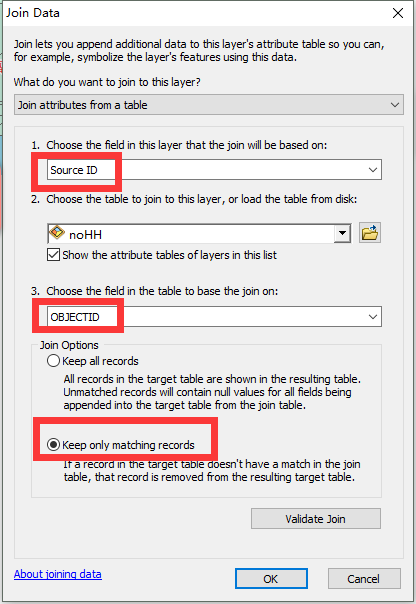 Join Data
Join lets you append additional data to this layer's attribute table so you can,
for example, symbolize the layer's features using this data.
What do you want to join to this layer?
Join attributes from a table
1. Choose the field in this layer that the join will be based on:
Source ID
2. Choose the table to join to this layer, or load the table from disk:
noHH
Show the attribute tables of layers in this list
3. Choose the field in the table to base the join on:
OBJECTID
Join Options
Keep all records
All records in the target table are shown in the resulting table.
Unmatched records will contain null values for all fields being
appended into the target table from the join table.
Keep only matching records
If a record in the target table doesn't have a match in the join
table, that record is removed from the resulting target table.
Validate Join
About joining data
OK
Cancel